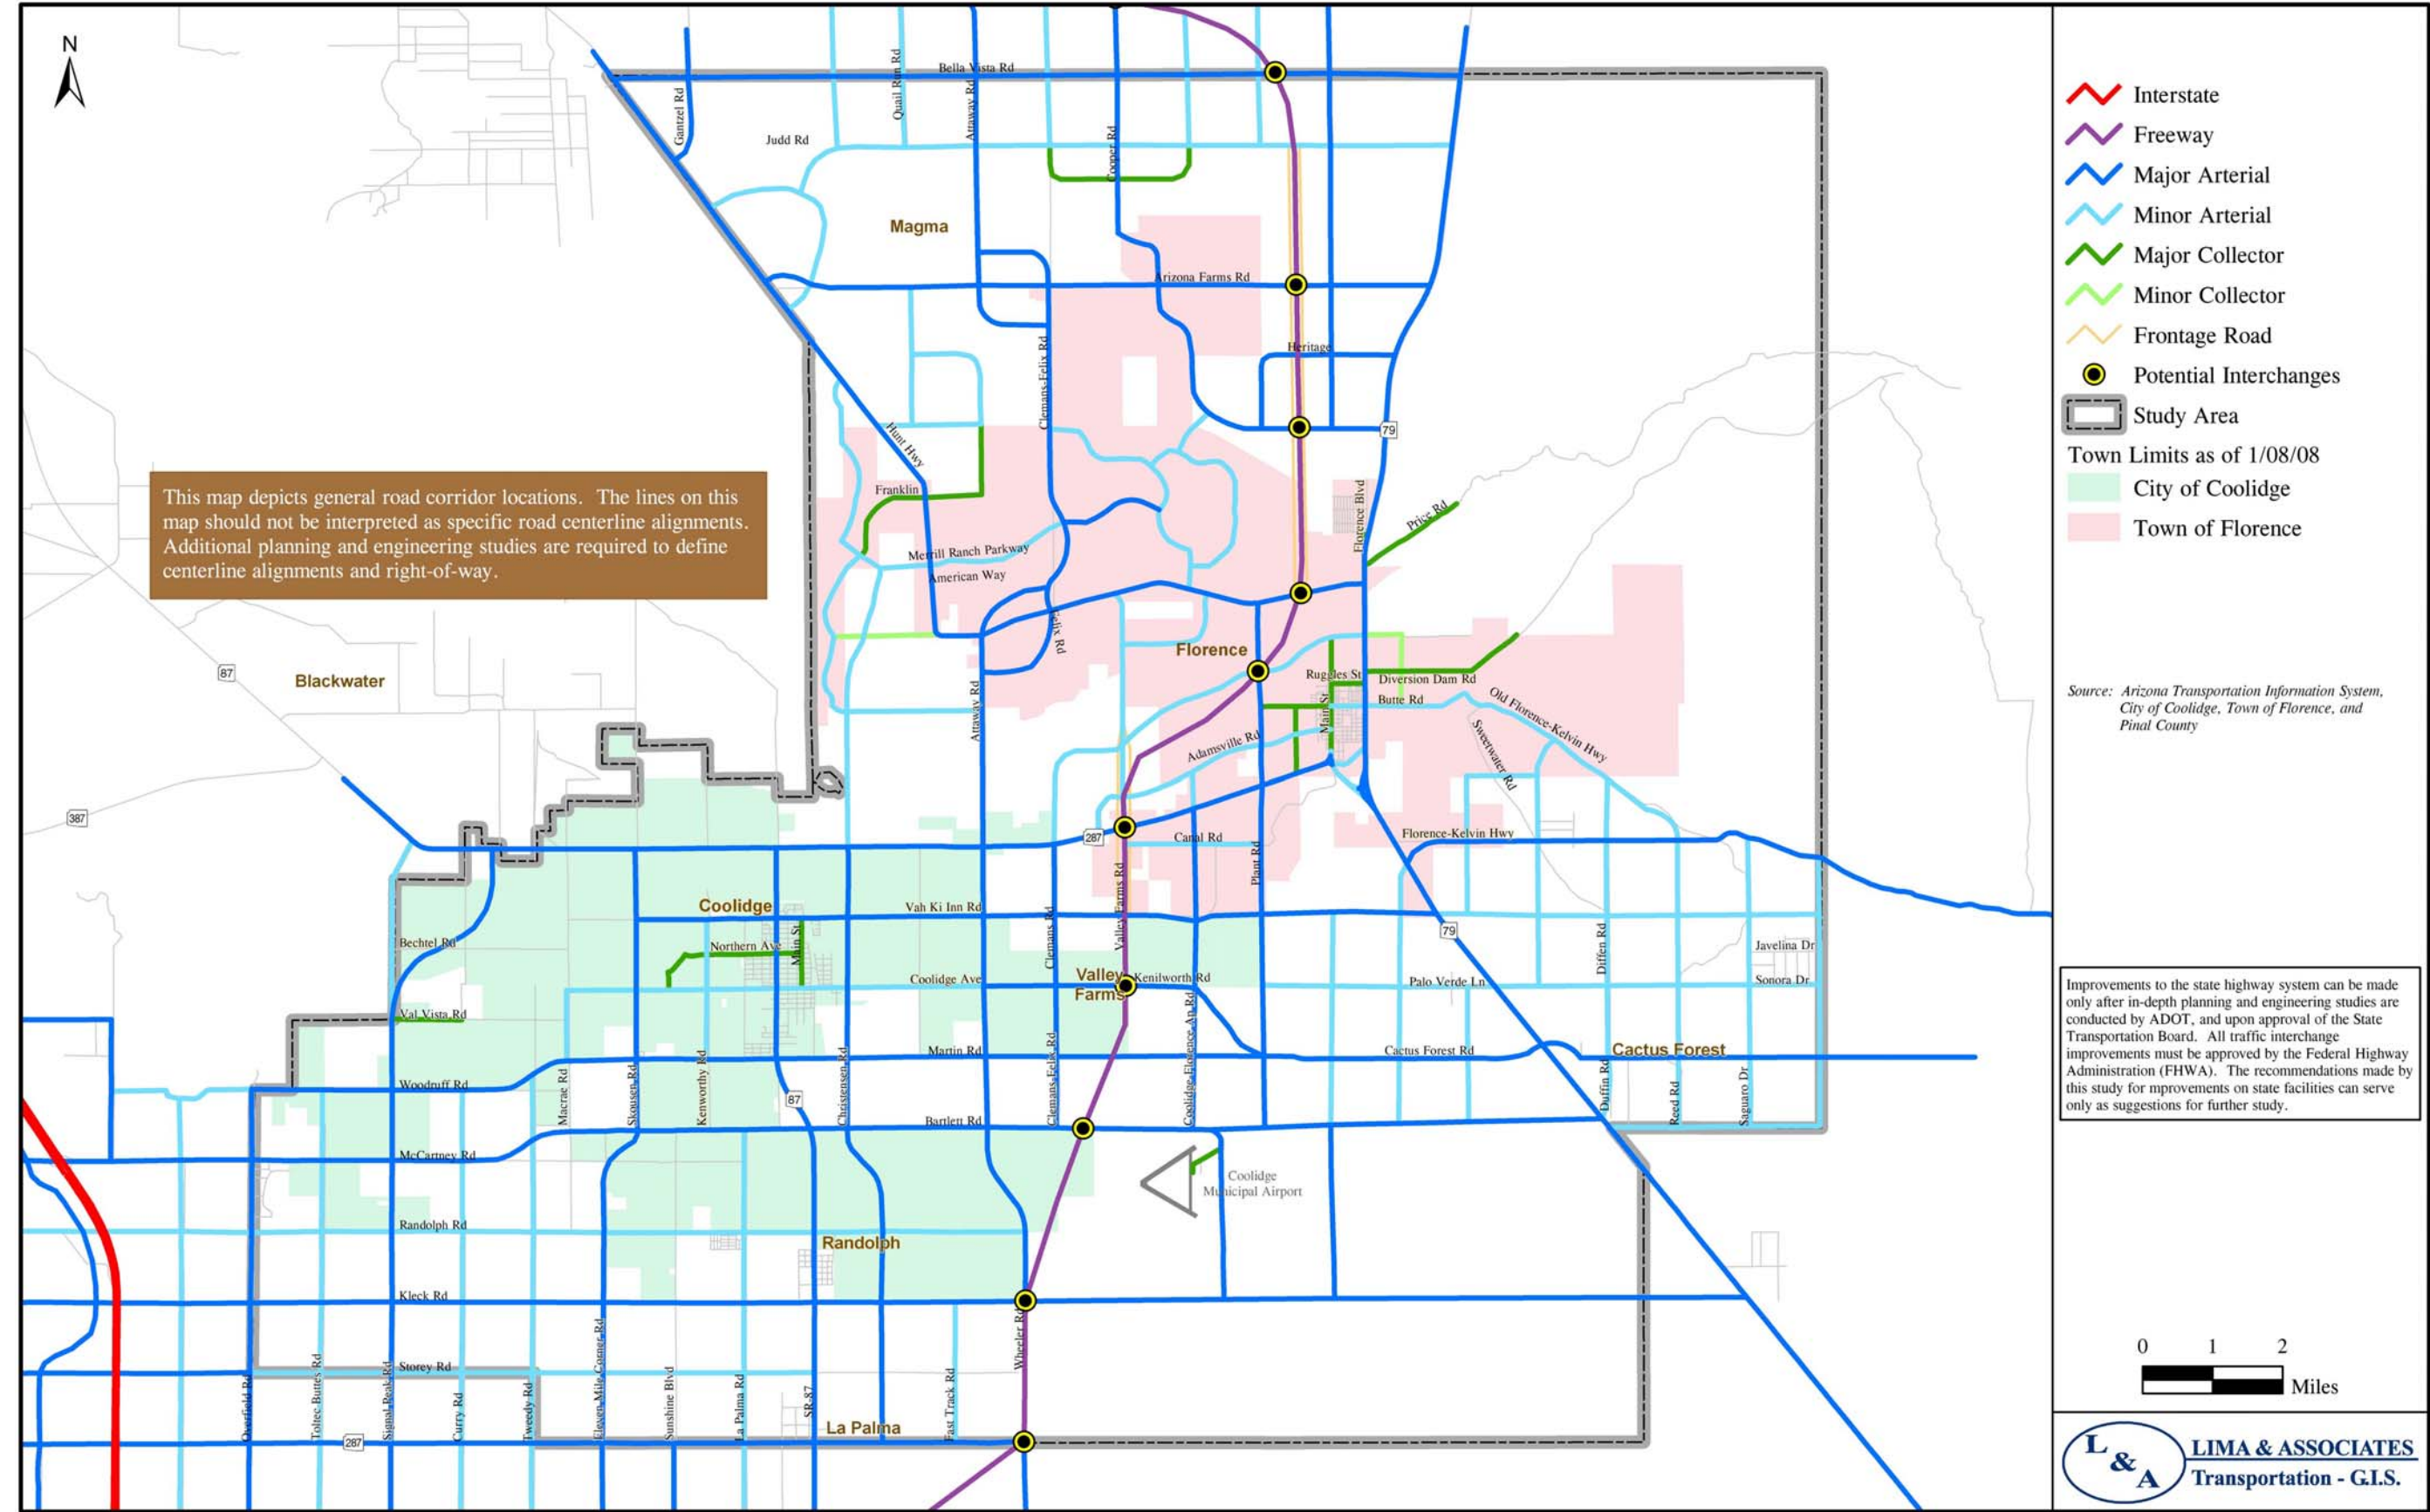 N
Bella Vista Rd
Gantzel Rd
Quail Run Rd
Attaway Rd
Cooper Rd
Judd Rd
Magma
Arizona Farms Rd
Heritage
Clemans-Felix Rd
79
Hunt Hwy
Franklin
Florence Blvd
Price Rd
This map depicts general road corridor locations. The lines on this
map should not be interpreted as specific road centerline alignments.
Additional planning and engineering studies are required to define
centerline alignments and right-of-way.
Merrill Ranch Parkway
American Way
Felix Rd
Florence
87
Blackwater
Ruggles St
Diversion Dam Rd
Butte Rd
Old Florence-Kelvin Hwy
Main St
Sweetwater Rd
Attaway Rd
Adamsville Rd
387
287
Canal Rd
Florence-Kelvin Hwy
Plant Rd
Valley Farms Rd
Coolidge
Vah Ki Inn Rd
Clemans Rd
79
Bechtel Rd
Northern Ave
Main St
Diffen Rd
Javelina Dr
Coolidge Ave
Valley
Farms
Kenilworth Rd
Palo Verde Ln
Sonora Dr
Val Vista Rd
Coolidge-Florence Ap Rd
Martin Rd
Clemans-Felix Rd
Cactus Forest Rd
Cactus Forest
Woodruff Rd
Macrae Rd
Skousen Rd
Kenworthy Rd
87
Christensen Rd
Bartlett Rd
Duffin Rd
Reed Rd
Saguaro Dr
McCartney Rd
Coolidge
Municipal Airport
Randolph Rd
Randolph
Kleck Rd
Wheeler Rd
Storey Rd
Overfield Rd
Toltec Buttes Rd
Signal Peak Rd
Curry Rd
Tweedy Rd
Eleven Mile Corner Rd
Sunshine Blvd
La Palma Rd
SR 87
La Palma
Fast Track Rd
287
Interstate
Freeway
Major Arterial
Minor Arterial
Major Collector
Minor Collector
Frontage Road
Potential Interchanges
Study Area
Town Limits as of 1/08/08
City of Coolidge
Town of Florence
Source: Arizona Transportation Information System,
City of Coolidge, Town of Florence, and
Pinal County
Improvements to the state highway system can be made
only after in-depth planning and engineering studies are
conducted by ADOT, and upon approval of the State
Transportation Board. All traffic interchange
improvements must be approved by the Federal Highway
Administration (FHWA). The recommendations made by
this study for mprovements on state facilities can serve
only as suggestions for further study.
0 1 2
Miles
L & A
LIMA & ASSOCIATES
Transportation - G.I.S.